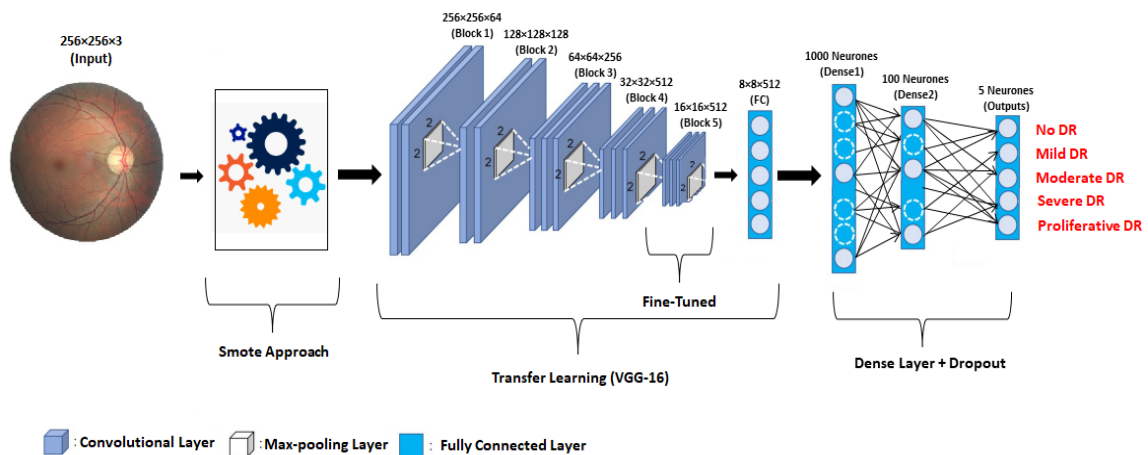 256×256×3
(Input)
256×256×64
(Block 1)
128×128×128
(Block 2)
64×64×256
(Block 3)
32×32×512
(Block 4)
16×16×512
(Block 5)
8×8×512
(FC)
1000 Neurones
(Dense1)
100 Neurones
(Dense2)
5 Neurones
(Outputs)
2
2
2
2
2
2
2
2
2
2
No DR
Mild DR
Moderate DR
Severe DR
Proliferative DR
Fine-Tuned
Smote Approach
Transfer Learning (VGG-16)
Dense Layer + Dropout
: Convolutional Layer
: Max-pooling Layer
: Fully Connected Layer